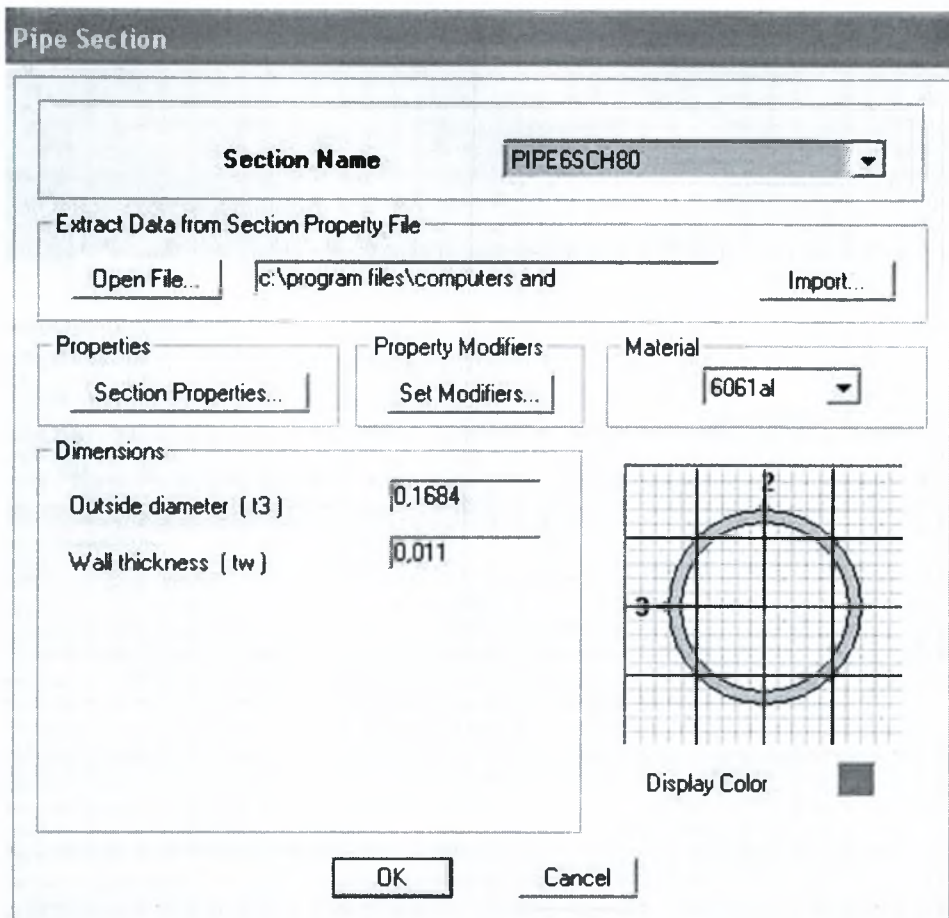 Pipe Section
Section Name PIPE6SCH80
Extract Data from Section Property File
Open File... c:\program files\computers and Import...
Properties Property Modifiers Material
Section Properties... Set Modifiers... 6061al
Dimensions
Outside diameter ( t3 ) 0,1684
Wall thickness ( tw ) 0,011
2
3
Display Color
OK Cancel